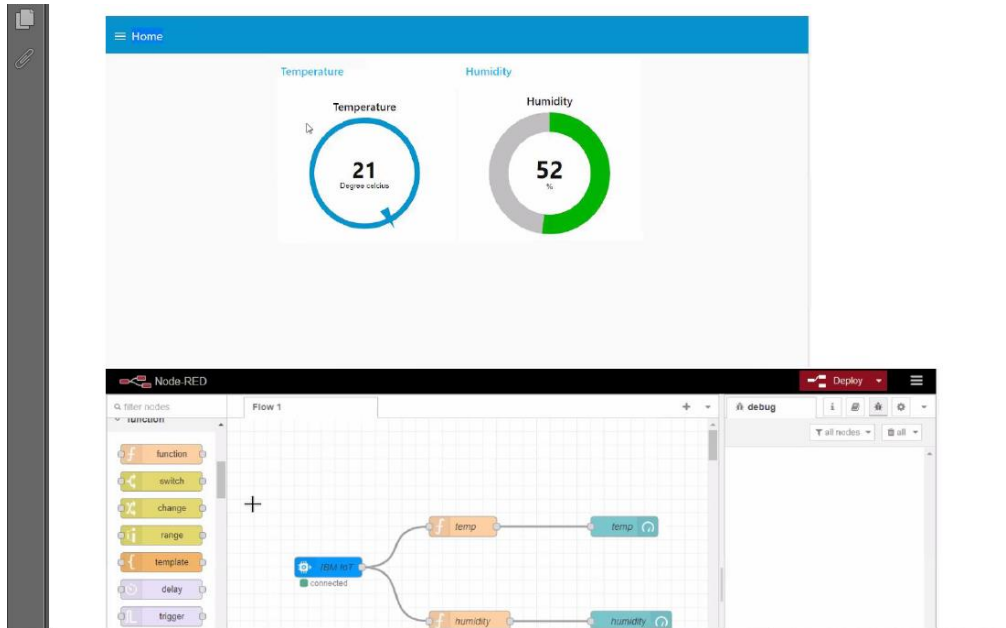 Home
Temperature Humidity
Temperature
Humidity
21
Degree celcius
52
%
Node-RED
Deploy
filter nodes
Flow 1
debug
i
function
all nodes
all
function
switch
change
range
template
delay
trigger
temp
temp
IBM IoT
connected
humidity
humidity